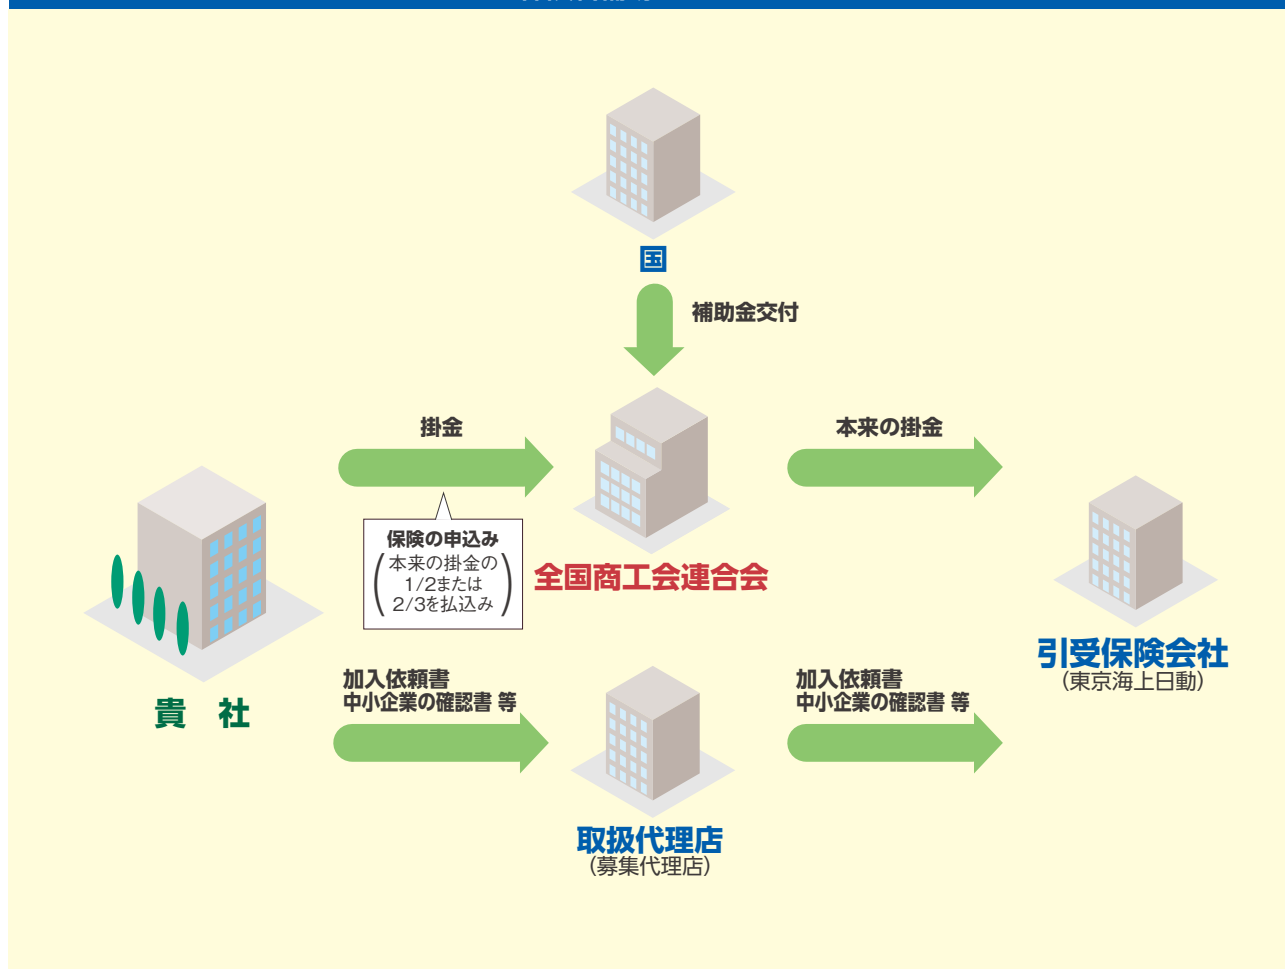 国
補助金交付
掛金
本来の掛金
保険の申込み
(本来の掛金の
1/2または
2/3を払込み)
全国商工会連合会
引受保険会社
(東京海上日動)
貴 社
加入依頼書
中小企業の確認書 等
加入依頼書
中小企業の確認書 等
取扱代理店
(募集代理店)